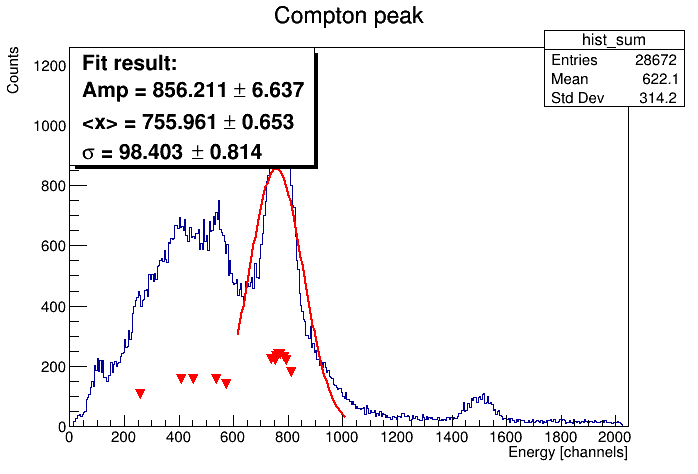 Compton peak
hist_sum
Entries 28672
Mean 622.1
Std Dev 314.2
Fit result:
Amp = 856.211 ± 6.637
<x> = 755.961 ± 0.653
σ = 98.403 ± 0.814
Counts
1200
1000
800
600
400
200
0
0 200 400 600 800 1000 1200 1400 1600 1800 2000
Energy [channels]